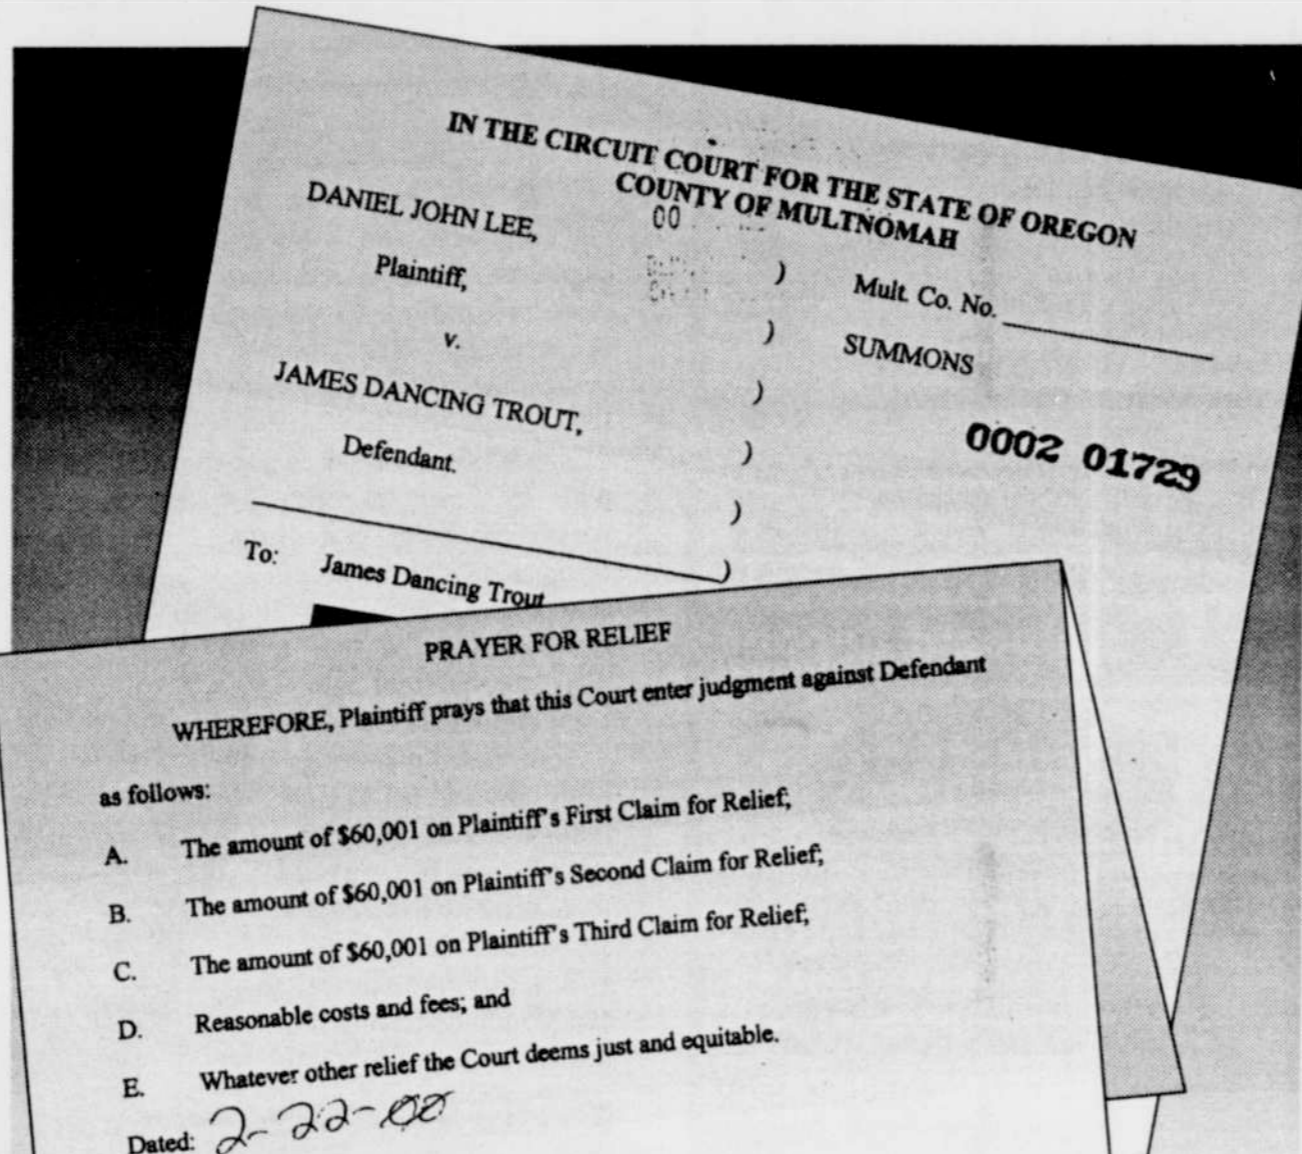 IN THE CIRCUIT COURT FOR THE STATE OF OREGON
COUNTY OF MULTNOMAH
DANIEL JOHN LEE,
00
Plaintiff,
)
Mult. Co. No. ___
v.
)
SUMMONS
JAMES DANCING TROUT,
)
0002 01729
Defendant.
)
)
)
To: James Dancing Trout
PRAYER FOR RELIEF
WHEREFORE, Plaintiff prays that this Court enter judgment against Defendant
as follows:
A. The amount of $60,001 on Plaintiff's First Claim for Relief;
B. The amount of $60,001 on Plaintiff's Second Claim for Relief;
C. The amount of $60,001 on Plaintiff's Third Claim for Relief;
D. Reasonable costs and fees; and
E. Whatever other relief the Court deems just and equitable.
Dated: 2-22-00